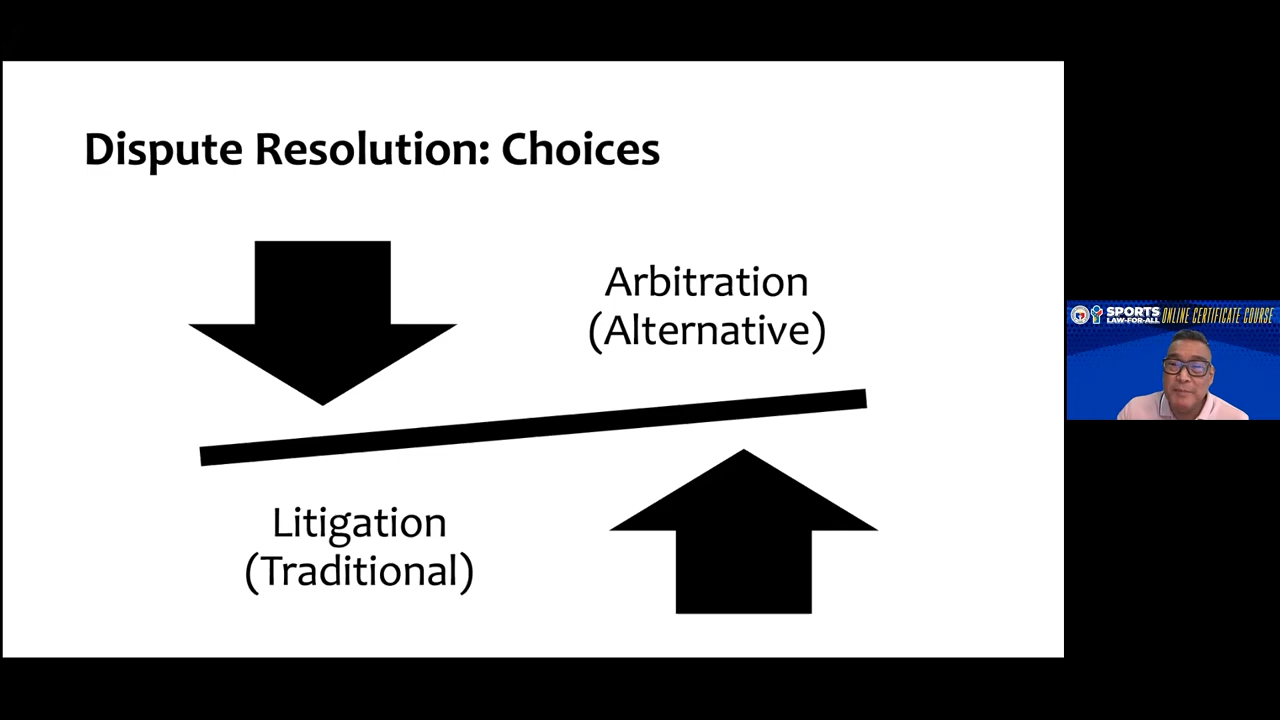 Dispute Resolution: Choices
Arbitration
(Alternative)
Litigation
(Traditional)
SPORTS
LAW-FOR-ALL
ONLINE CERTIFICATE COURSE